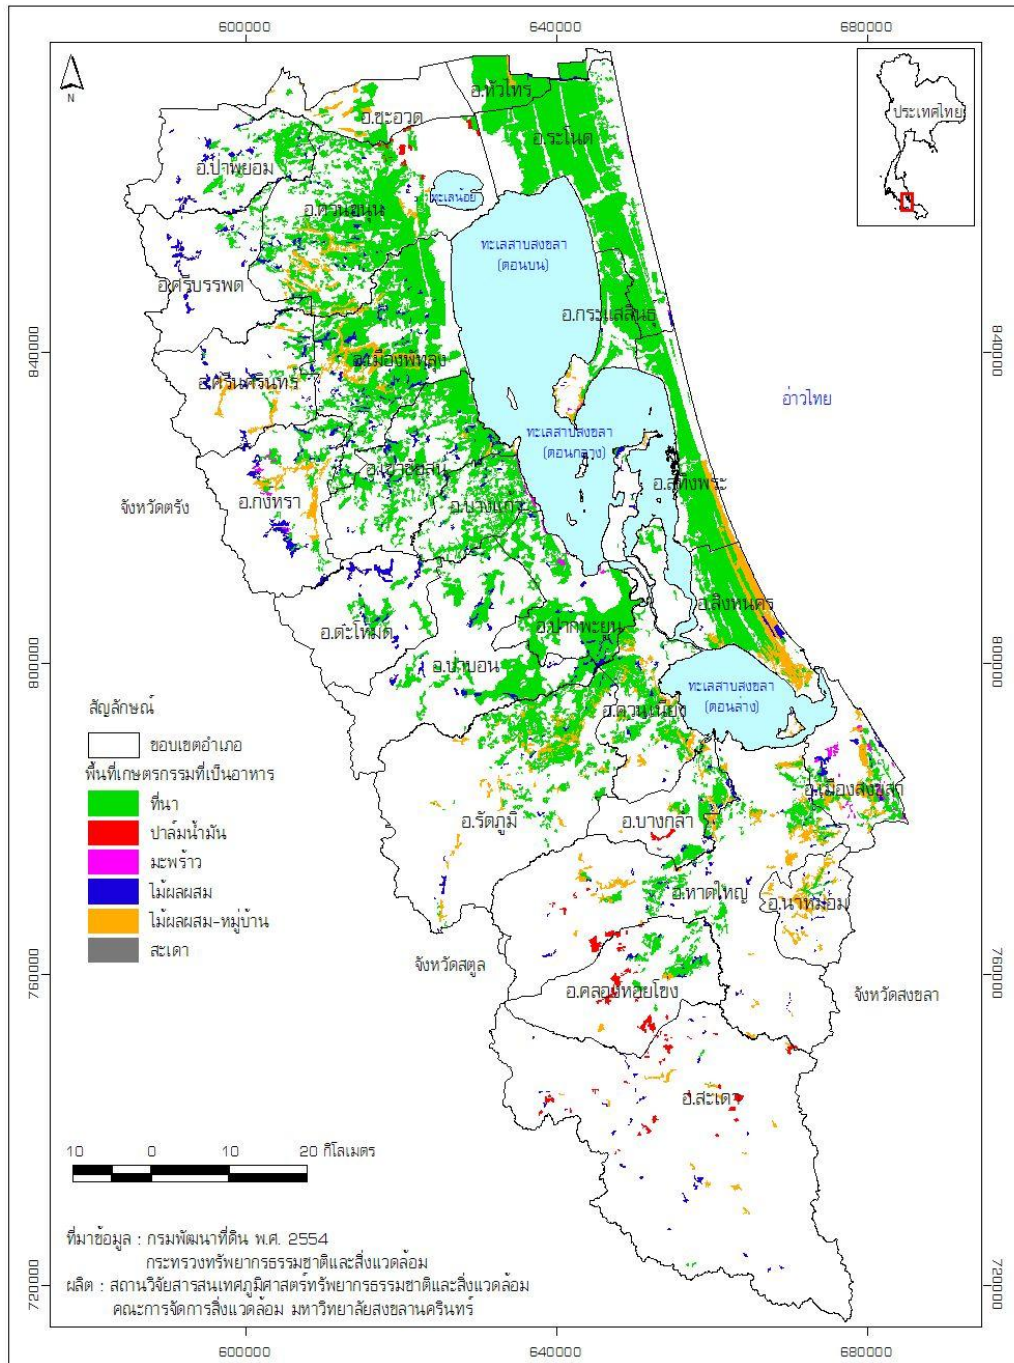 600000
640000
680000
N
อ.หัวไทร
อ.ชะอวด
อ.ระโนด
ประเทศไทย
อ.ป่าพยอม
ทะเลน้อย
อ.ควนขนุน
ทะเลสาบสงขลา
(ตอนบน)
อ.ศรีบรรพต
อ.กระแสสินธุ์
840000
840000
อ.เมืองพัทลุง
อ.ศรีนครินทร์
อ่าวไทย
ทะเลสาบสงขลา
(ตอนกลาง)
อ.เขาชัยสน
อ.สทิงพระ
จังหวัดตรัง
อ.กงหรา
อ.บางแก้ว
อ.สิงหนคร
อ.ตะโหมด
อ.ปากพะยูน
800000
800000
อ.ป่าบอน
ทะเลสาบสงขลา
(ตอนล่าง)
อ.ควนเนียง
สัญลักษณ์
ขอบเขตอำเภอ
พื้นที่เกษตรกรรมที่เป็นอาหาร
อ.เมืองสงขลา
ที่นา
อ.รัตภูมิ
อ.บางกล่ำ
ปาล์มน้ำมัน
มะพร้าว
ไม้ผลผสม
อ.หาดใหญ่
อ.นาหม่อม
ไม้ผลผสม-หมู่บ้าน
สะเดา
จังหวัดสตูล
760000
760000
อ.คลองหอยโข่ง
จังหวัดสงขลา
อ.สะเดา
10 0 10 20 กิโลเมตร
ที่มาข้อมูล : กรมพัฒนาที่ดิน พ.ศ. 2554
กระทรวงทรัพยากรธรรมชาติและสิ่งแวดล้อม
ผลิต : สถานวิจัยสารสนเทศภูมิศาสตร์ทรัพยากรธรรมชาติและสิ่งแวดล้อม
คณะการจัดการสิ่งแวดล้อม มหาวิทยาลัยสงขลานครินทร์
720000
720000
600000
640000
680000